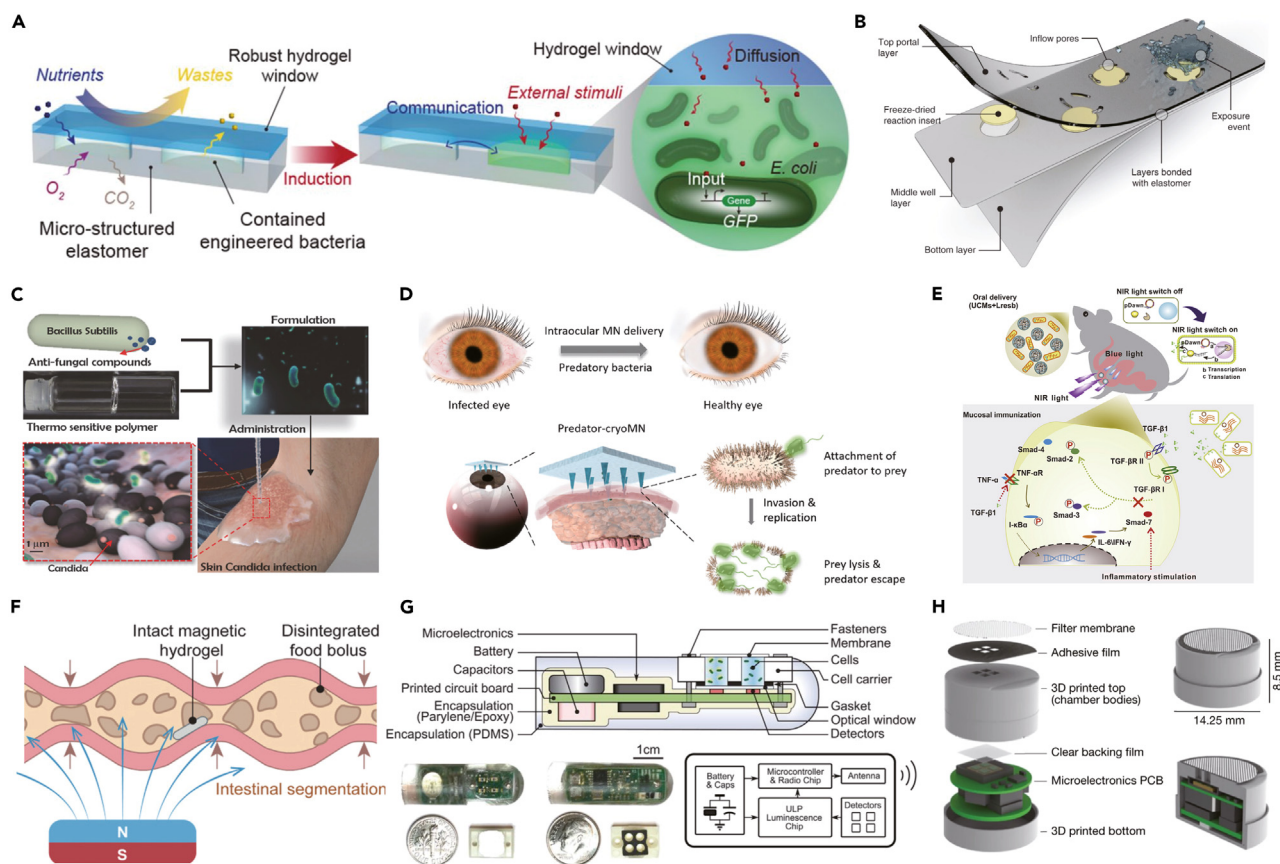 A
Nutrients
Wastes
Robust hydrogel
window
O2
CO2
Micro-structured
elastomer
Contained
engineered bacteria
Induction
Communication
External stimuli
Hydrogel window
Diffusion
E. coli
Input
Gene
GFP
B
Top portal
layer
Inflow pores
Freeze-dried
reaction insert
Exposure
event
Middle well
layer
Layers bonded
with elastomer
Bottom layer
C
Bacillus Subtilis
Anti-fungal compounds
Thermo sensitive polymer
Formulation
Administration
1 µm
Candida
Skin Candida infection
D
Intraocular MN delivery
Predatory bacteria
Infected eye
Healthy eye
Predator-cryoMN
Attachment of
predator to prey
Invasion &
replication
Prey lysis &
predator escape
E
Oral delivery
(UCMs+Lresb)
NIR light switch off
pDawn
NIR light switch on
pDawn
a
b
c
b Transcription
c Translation
Blue light
NIR light
Mucosal immunization
TGF-β1
Smad-4
P
Smad-2
P
TGF-βR II
P
TNF-α
TNF-αR
TGF-βR I
TGF-β1
Smad-3
P
Smad-7
I-κBα
P
IL-6\IFN-γ
Inflammatory stimulation
F
Intact magnetic
hydrogel
Disintegrated
food bolus
Intestinal segmentation
N
S
G
Microelectronics
Battery
Capacitors
Printed circuit board
Encapsulation
(Parylene/Epoxy)
Encapsulation (PDMS)
Fasteners
Membrane
Cells
Cell carrier
Gasket
Optical window
Detectors
1cm
Battery
& Caps
Microcontroller
& Radio Chip
Antenna
ULP
Luminescence
Chip
Detectors
H
Filter membrane
Adhesive film
3D printed top
(chamber bodies)
Clear backing film
Microelectronics PCB
3D printed bottom
8.5 mm
14.25 mm